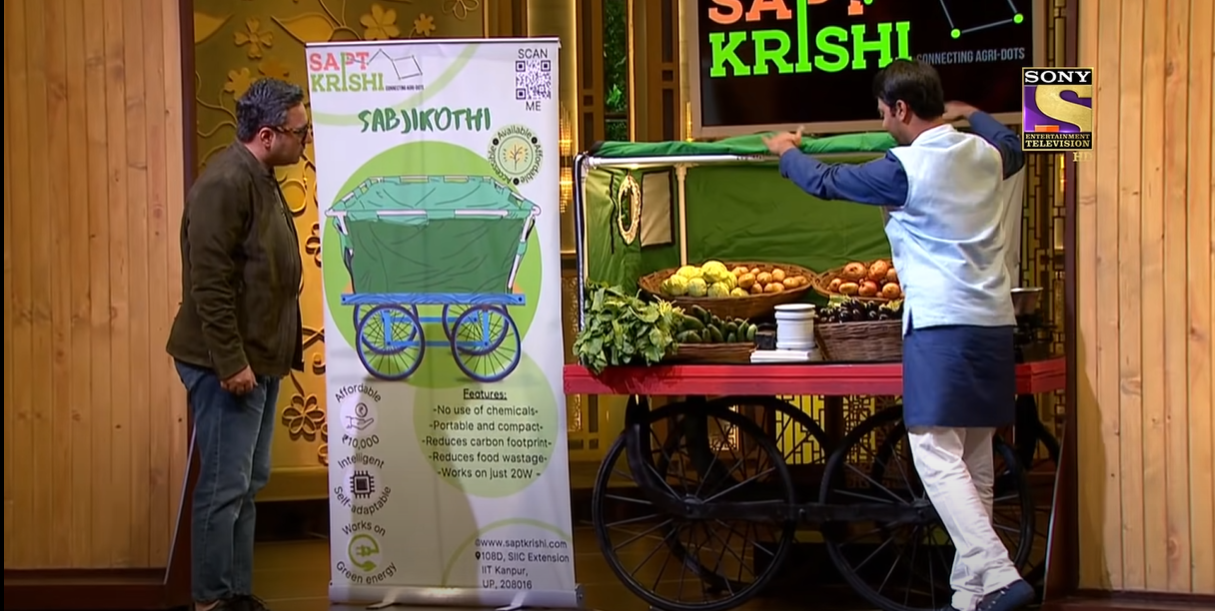 SAPT
KRISHI
CONNECTING AGRI-DOTS
SCAN
ME
SABJIKOTHI
Available
Affordable
Accessible
Affordable
₹10,000
Intelligent
Self-adaptable
Works on
Green energy
Features:
-No use of chemicals-
-Portable and compact-
-Reduces carbon footprint-
-Reduces food wastage-
-Works on just 20W -
www.saptkrishi.com
108D, SIIC Extension
IIT Kanpur,
UP, 208016
SAPT
KRISHI
CONNECTING AGRI-DOTS
SONY
S
ENTERTAINMENT
TELEVISION
HD